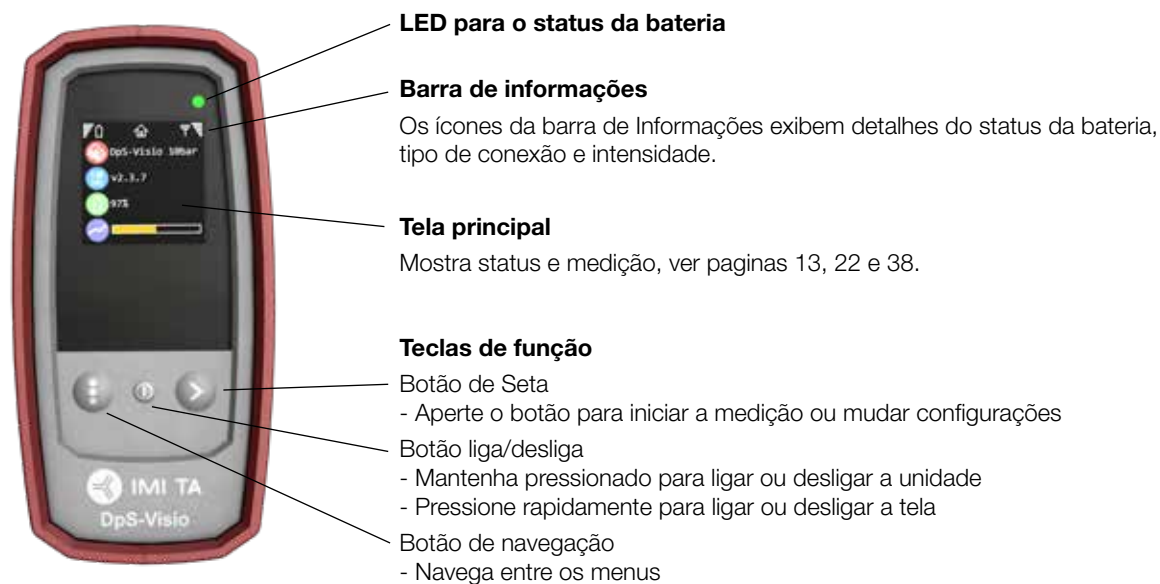 LED para o status da bateria
Barra de informações
Os ícones da barra de Informações exibem detalhes do status da bateria,
tipo de conexão e intensidade.
DpS-Visio 10bar
v2.3.7
97%
Tela principal
Mostra status e medição, ver paginas 13, 22 e 38.
Teclas de função
Botão de Seta
- Aperte o botão para iniciar a medição ou mudar configurações
Botão liga/desliga
- Mantenha pressionado para ligar ou desligar a unidade
- Pressione rapidamente para ligar ou desligar a tela
IMI TA
DpS-Visio
Botão de navegação
- Navega entre os menus